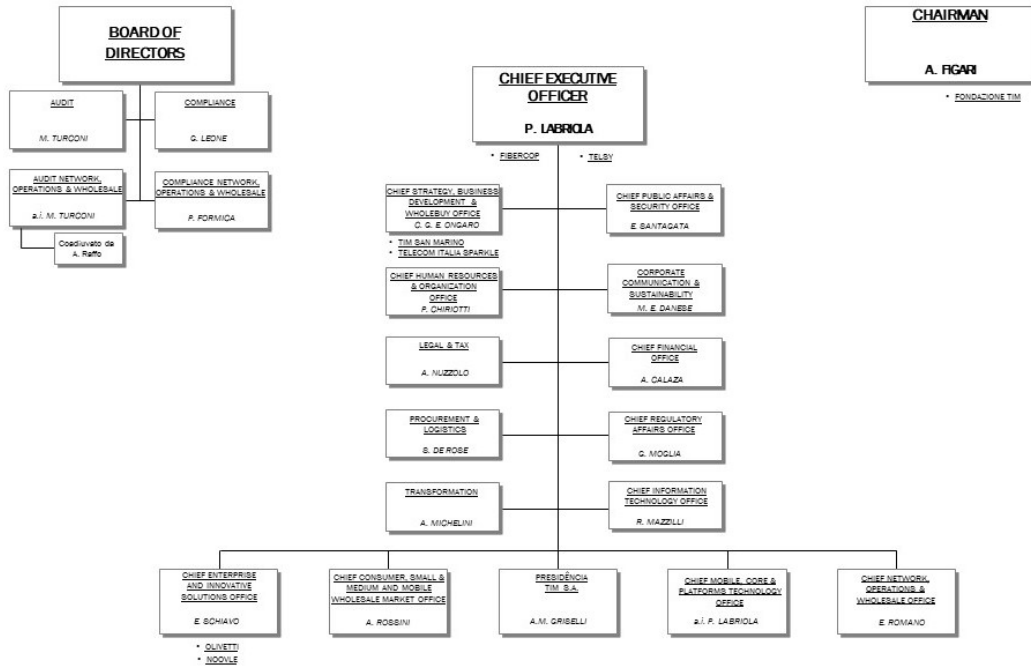 BOARD OF
DIRECTORS
AUDIT
M. TURCONI
COMPLIANCE
G. LEONE
AUDIT NETWORK,
OPERATIONS & WHOLESALE
a.i. M. TURCONI
COMPLIANCE NETWORK,
OPERATIONS & WHOLESALE
P. FORMICA
Coadiuvato da
A. Raffo
CHIEF EXECUTIVE
OFFICER
P. LABRIOLA
• FIBERCOP
• TELSY
CHAIRMAN
A. FIGARI
• FONDAZIONE TIM
CHIEF STRATEGY, BUSINESS
DEVELOPMENT &
WHOLEBUY OFFICE
C. G. E. ONGARO
• TIM SAN MARINO
• TELECOM ITALIA SPARKLE
CHIEF PUBLIC AFFAIRS &
SECURITY OFFICE
E. SANTAGATA
CHIEF HUMAN RESOURCES
& ORGANIZATION
OFFICE
P. CHIRIOTTI
CORPORATE
COMMUNICATION &
SUSTAINABILITY
M. E. DANESE
LEGAL & TAX
A. NUZZOLO
CHIEF FINANCIAL
OFFICE
A. CALAZA
PROCUREMENT &
LOGISTICS
S. DE ROSE
CHIEF REGULATORY
AFFAIRS OFFICE
G. MOGLIA
TRANSFORMATION
A. MICHELINI
CHIEF INFORMATION
TECHNOLOGY OFFICE
R. MAZZILLI
CHIEF ENTERPRISE
AND INNOVATIVE
SOLUTIONS OFFICE
E. SCHIAVO
• OLIVETTI
• NOOVLE
CHIEF CONSUMER, SMALL &
MEDIUM AND MOBILE
WHOLESALE MARKET OFFICE
A. ROSSINI
PRESIDÊNCIA
TIM S.A.
A.M. GRISELLI
CHIEF MOBILE, CORE &
PLATFORMS TECHNOLOGY
OFFICE
a.i. P. LABRIOLA
CHIEF NETWORK,
OPERATIONS &
WHOLESALE OFFICE
E. ROMANO